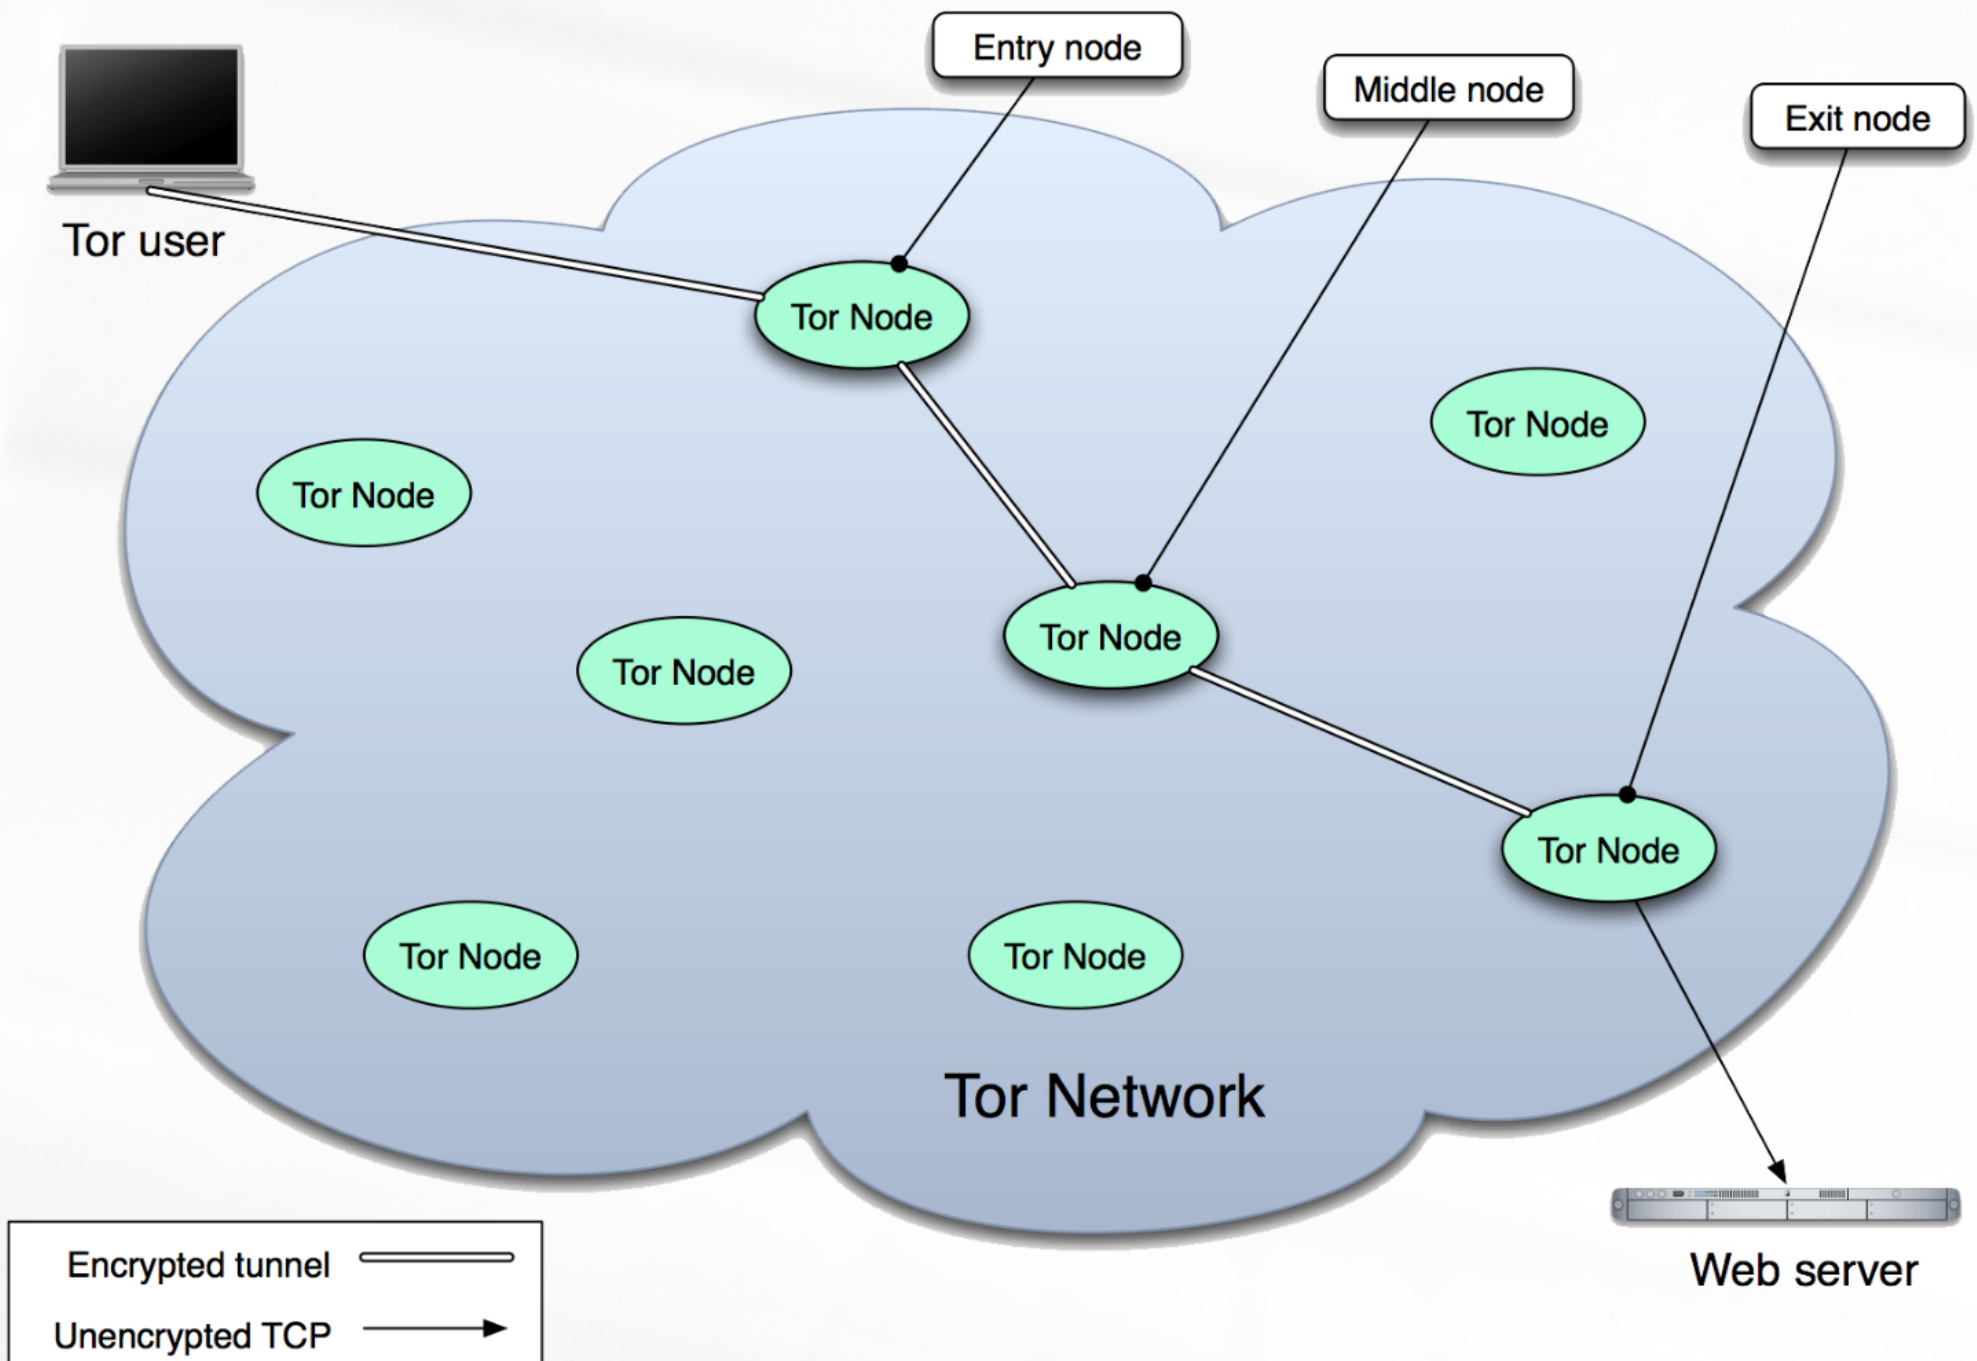 Entry node
Middle node
Exit node
Tor user
Tor Node
Tor Node
Tor Node
Tor Node
Tor Node
Tor Node
Tor Node
Tor Node
Tor Network
Web server
Encrypted tunnel
Unencrypted TCP